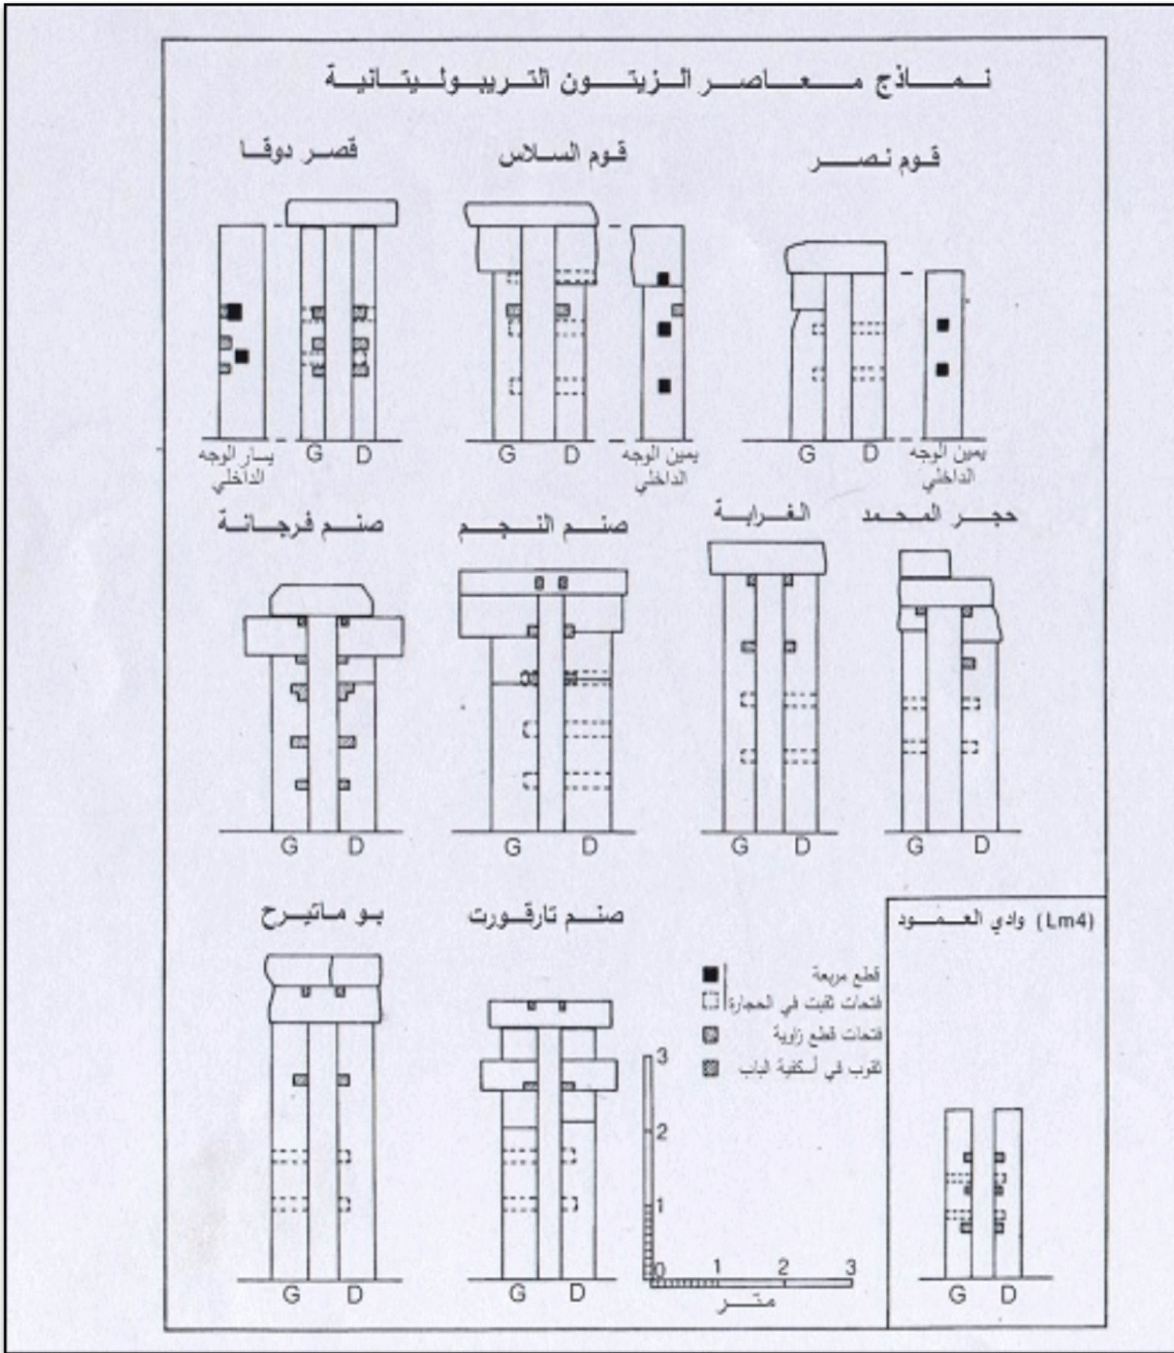 نماذج معاصر الزيتون التريبوليتانية
قوم نصر
قوم السلاس
قصر دوقا
G D
يمين الوجه
الداخلي
G D
يمين الوجه
الداخلي
يسار الوجه
الداخلي
G D
حجر المحمد
الغرابة
صنم النجم
صنم فرجانة
G D
G D
G D
G D
وادي العمود (Lm4)
صنم تارقورت
بو ماتيرح
قطع مربعة
فتحات ثقبت في الحجارة
فتحات قطع زاوية
ثقوب في أسكفية الباب
3
2
1
0 1 2 3
متر
G D
G D
G D